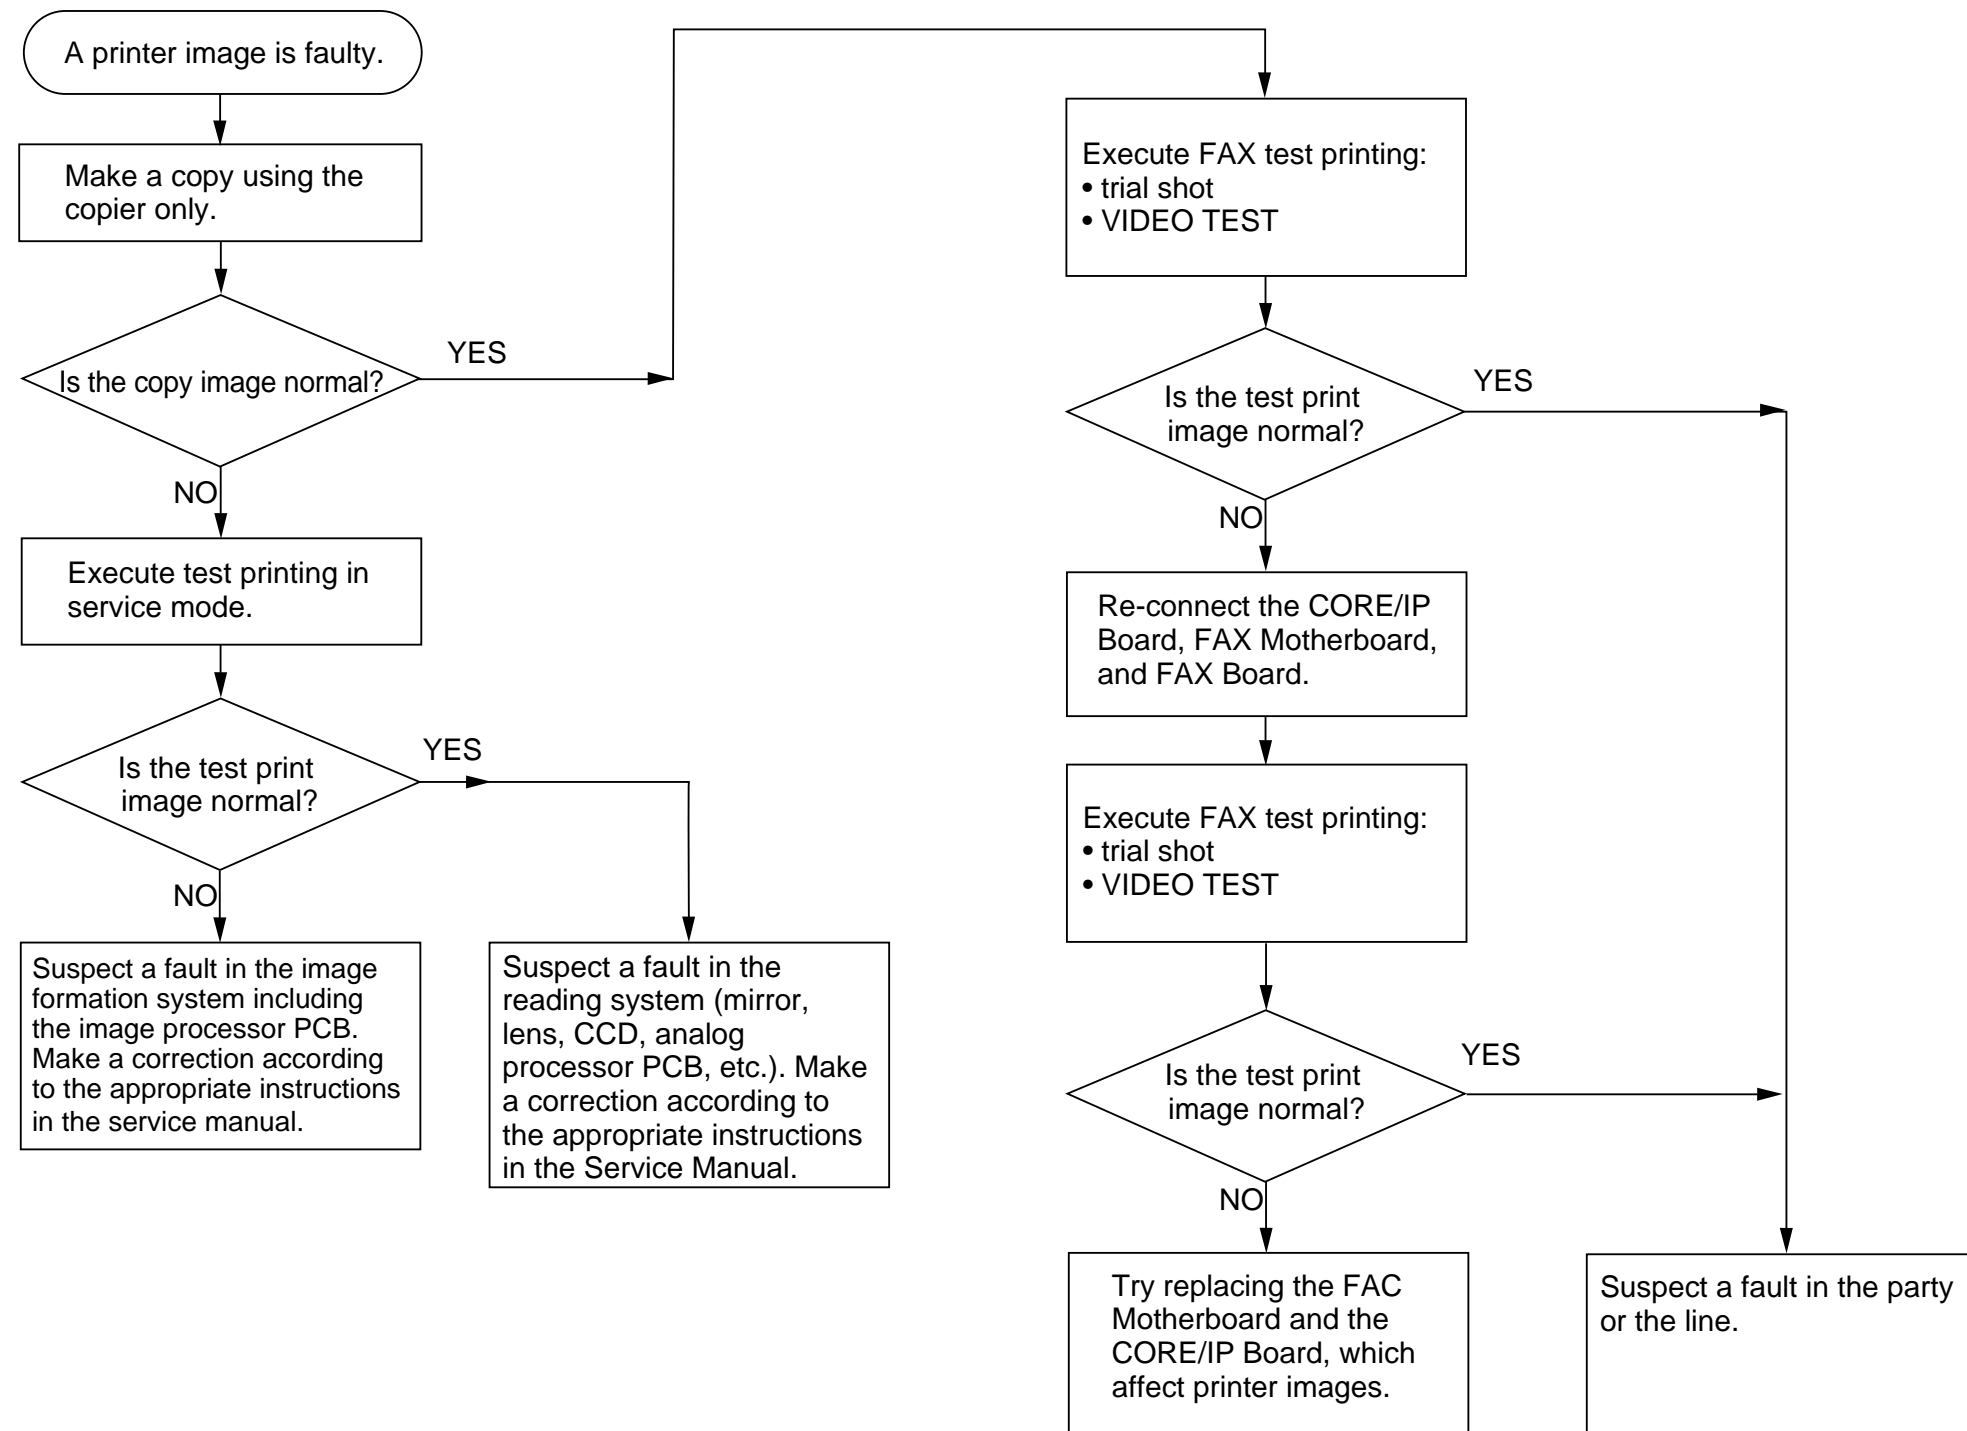 A printer image is faulty.
Make a copy using the
copier only.
Is the copy image normal?
YES
NO
Execute test printing in
service mode.
Is the test print
image normal?
YES
NO
Suspect a fault in the image
formation system including
the image processor PCB.
Make a correction according
to the appropriate instructions
in the service manual.
Suspect a fault in the
reading system (mirror,
lens, CCD, analog
processor PCB, etc.). Make
a correction according to
the appropriate instructions
in the Service Manual.
Execute FAX test printing:
• trial shot
• VIDEO TEST
Is the test print
image normal?
YES
NO
Re-connect the CORE/IP
Board, FAX Motherboard,
and FAX Board.
Execute FAX test printing:
• trial shot
• VIDEO TEST
Is the test print
image normal?
YES
NO
Try replacing the FAC
Motherboard and the
CORE/IP Board, which
affect printer images.
Suspect a fault in the party
or the line.